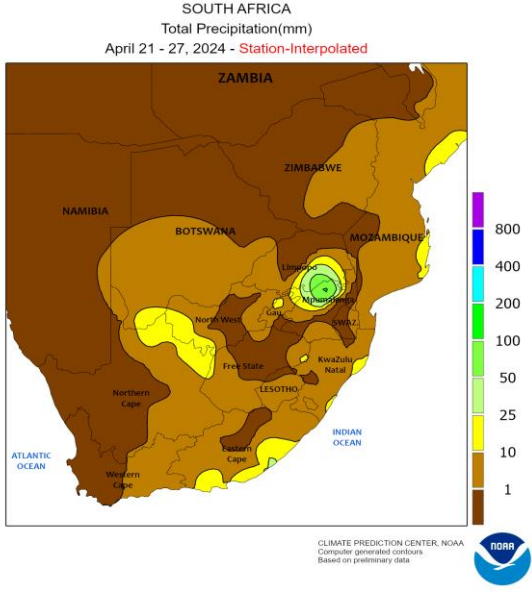 SOUTH AFRICA
Total Precipitation(mm)
April 21 - 27, 2024 - Station-Interpolated
ZAMBIA
ZIMBABWE
NAMIBIA
BOTSWANA
MOZAMBIQUE
Limpopo
Mpumalanga
North West
Gau
SWAZ
Free State
KwaZulu
Natal
LESOTHO
Northern
Cape
Eastern
Cape
Western
Cape
ATLANTIC
OCEAN
INDIAN
OCEAN
800
400
200
100
50
25
10
1
CLIMATE PREDICTION CENTER, NOAA
Computer generated contours
Based on preliminary data
NOAA